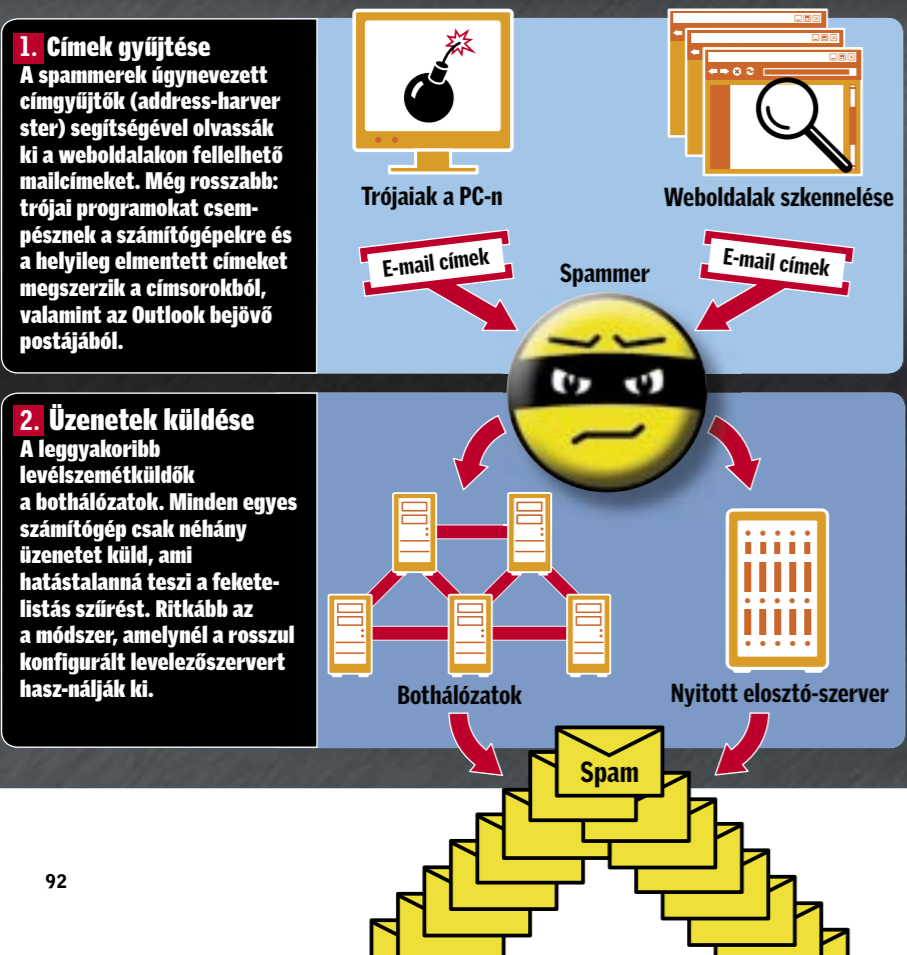 1. Címek gyűjtése
A spammerek úgynevezett
címgyűjtők (address-harver
ster) segítségével olvassák
ki a weboldalakon fellelhető
mailcímeket. Még rosszabb:
trójai programokat csem-
pésznek a számítógépekre és
a helyileg elmentett címeket
megszerzik a címsorokból,
valamint az Outlook bejövő
postájából.
Trójaiak a PC-n
Weboldalak szkennelése
E-mail címek
E-mail címek
Spammer
2. Üzenetek küldése
A leggyakoribb
levélszemétküldők
a bothálózatok. Minden egyes
számítógép csak néhány
üzenetet küld, ami
hatástalanná teszi a fekete-
listás szűrést. Ritkább az
a módszer, amelynél a rosszul
konfigurált levelezőszervert
hasz-nálják ki.
Bothálózatok
Nyitott elosztó-szerver
Spam
92